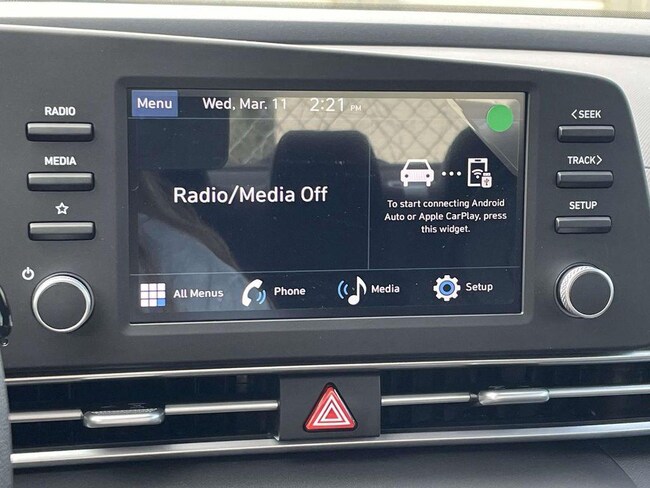 Menu Wed, Mar. 11 2:21 PM
RADIO
MEDIA
Radio/Media Off
To start connecting Android
Auto or Apple CarPlay, press
this widget.
All Menus Phone Media Setup
< SEEK
TRACK >
SETUP